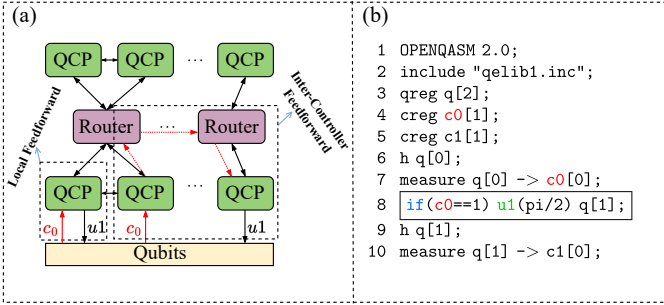 (a)
QCP QCP ... QCP
Router ... Router
Inter-Controller
Feedforward
Local Feedforward
QCP QCP ... QCP
c0 u1 c0 u1
Qubits
(b)
1 OPENQASM 2.0;
2 include "qelib1.inc";
3 qreg q[2];
4 creg c0[1];
5 creg c1[1];
6 h q[0];
7 measure q[0] -> c0[0];
8 if(c0==1) u1(pi/2) q[1];
9 h q[1];
10 measure q[1] -> c1[0];